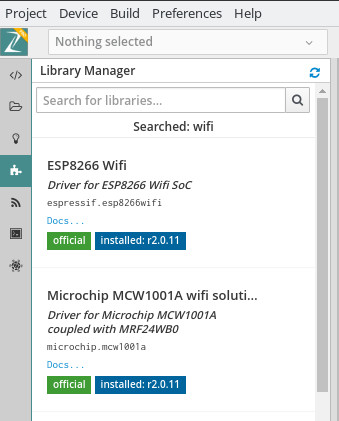 Project Device Build Preferences Help
Nothing selected
Library Manager
Search for libraries...
Searched: wifi
ESP8266 Wifi
Driver for ESP8266 Wifi SoC
espressif.esp8266wifi
Docs...
official installed: r2.0.11
Microchip MCW1001A wifi soluti...
Driver for Microchip MCW1001A
coupled with MRF24WB0
microchip.mcw1001a
Docs...
official installed: r2.0.11